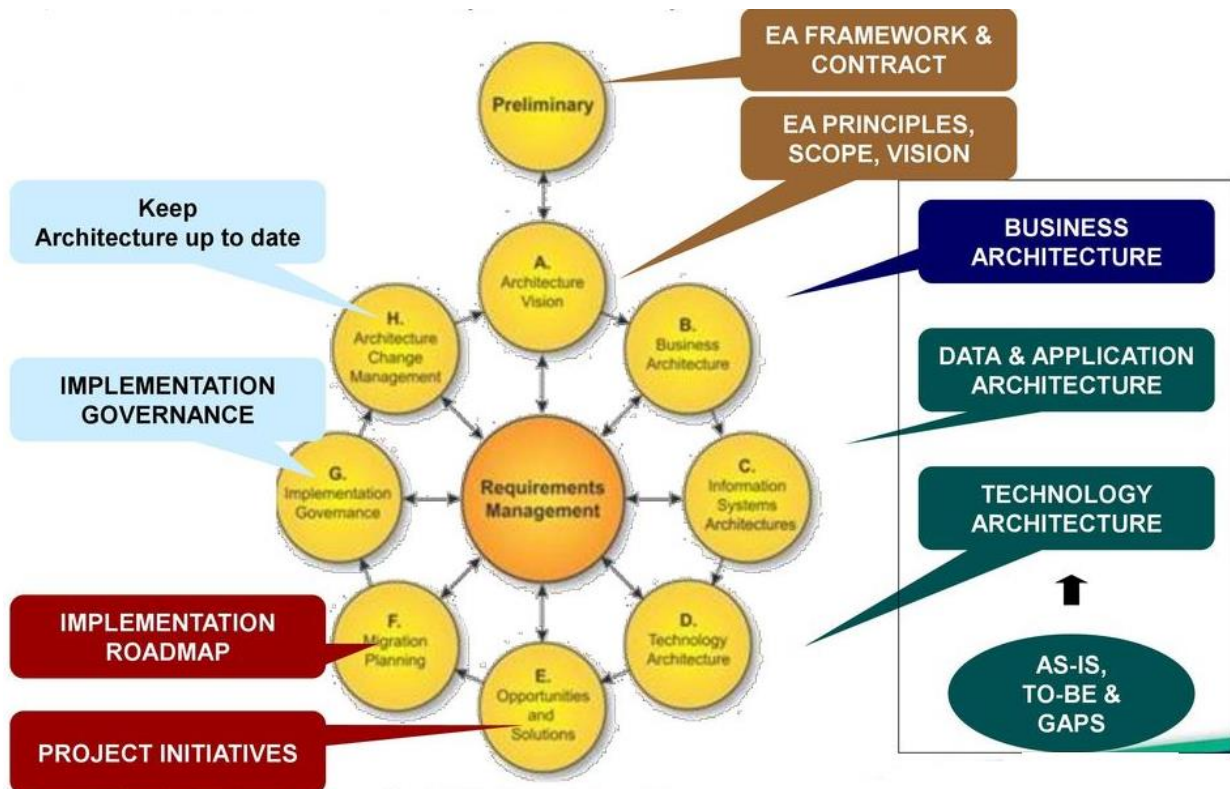 EA FRAMEWORK &
CONTRACT
Preliminary
EA PRINCIPLES,
SCOPE, VISION
Keep
Architecture up to date
BUSINESS
ARCHITECTURE
A.
Architecture
Vision
H.
Architecture
Change
Management
B.
Business
Architecture
DATA & APPLICATION
ARCHITECTURE
IMPLEMENTATION
GOVERNANCE
G.
Implementation
Governance
Requirements
Management
C.
Information
Systems
Architectures
TECHNOLOGY
ARCHITECTURE
IMPLEMENTATION
ROADMAP
F.
Migration
Planning
E.
Opportunities
and
Solutions
D.
Technology
Architecture
AS-IS,
TO-BE &
GAPS
PROJECT INITIATIVES